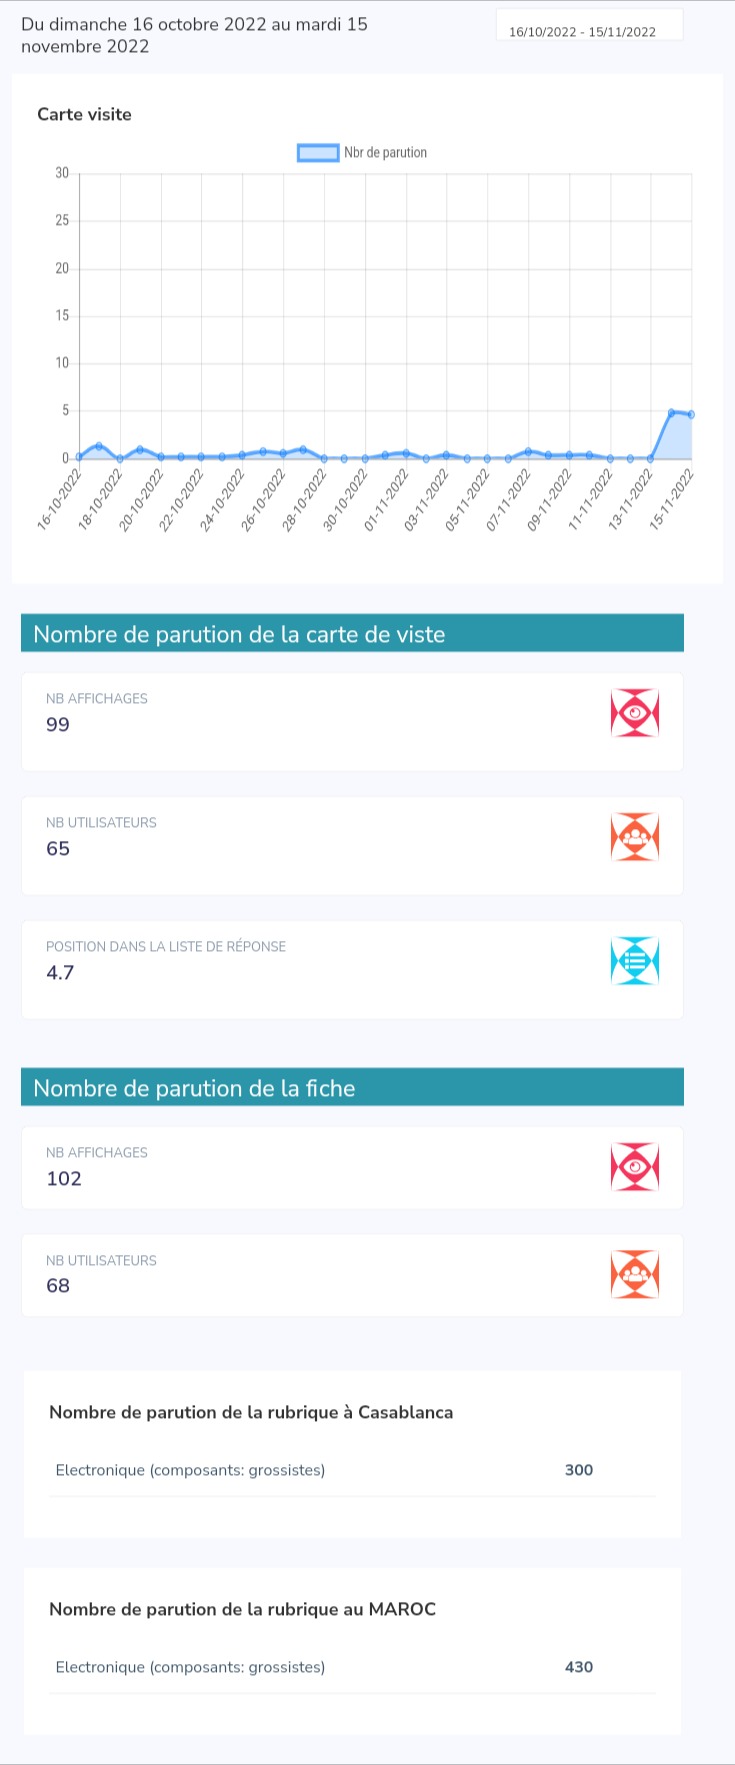 Du dimanche 16 octobre 2022 au mardi 15
novembre 2022
16/10/2022 - 15/11/2022
Carte visite
Nbr de parution
30
25
20
15
10
5
0
16-10-2022
18-10-2022
20-10-2022
22-10-2022
24-10-2022
26-10-2022
28-10-2022
30-10-2022
01-11-2022
03-11-2022
05-11-2022
07-11-2022
09-11-2022
11-11-2022
13-11-2022
15-11-2022
Nombre de parution de la carte de viste
NB AFFICHAGES
99
NB UTILISATEURS
65
POSITION DANS LA LISTE DE RÉPONSE
4.7
Nombre de parution de la fiche
NB AFFICHAGES
102
NB UTILISATEURS
68
Nombre de parution de la rubrique à Casablanca
Electronique (composants: grossistes) 300
Nombre de parution de la rubrique au MAROC
Electronique (composants: grossistes) 430